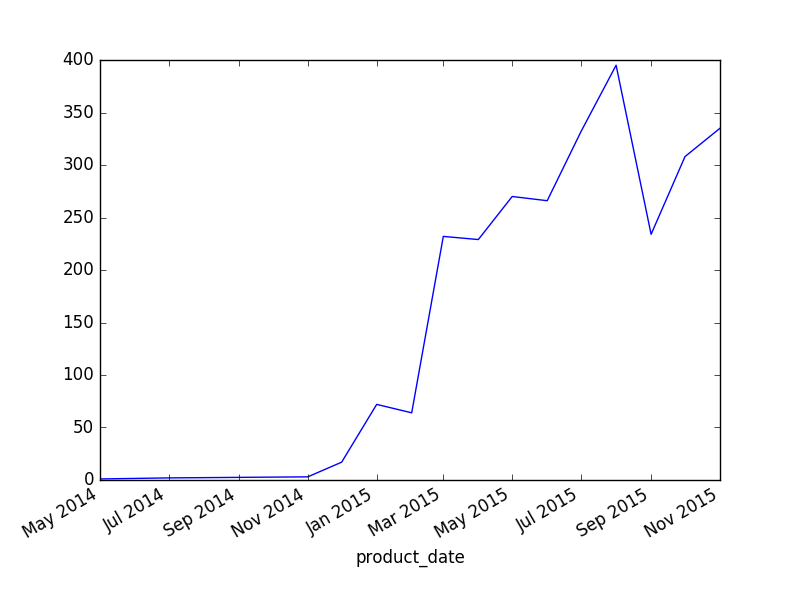 400
350
300
250
200
150
100
50
0
May 2014
Jul 2014
Sep 2014
Nov 2014
Jan 2015
Mar 2015
May 2015
Jul 2015
Sep 2015
Nov 2015
product_date